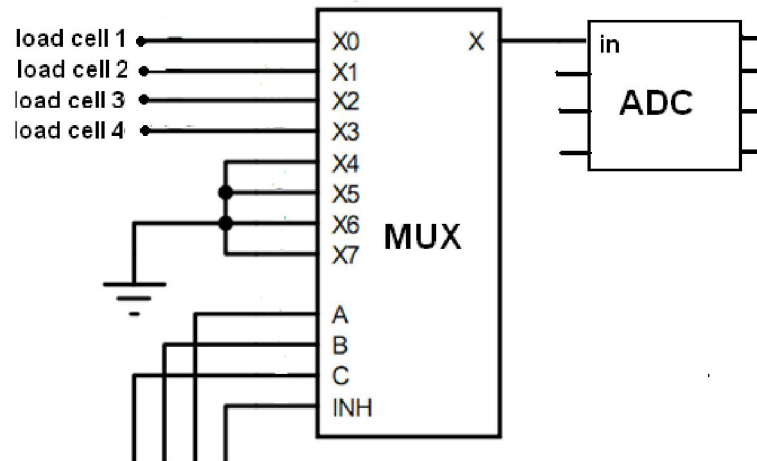 load cell 1
load cell 2
load cell 3
load cell 4
X0
X1
X2
X3
X4
X5
X6
X7
A
B
C
INH
X
MUX
in
ADC